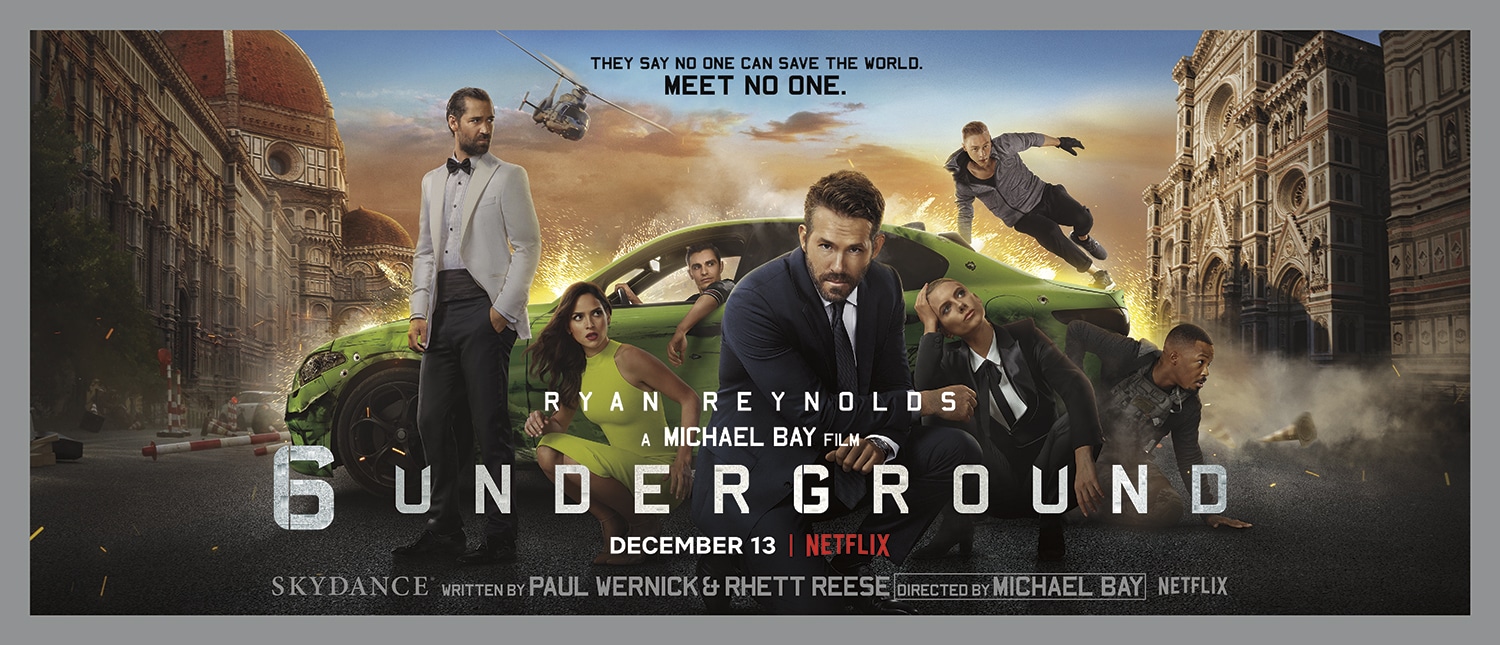 THEY SAY NO ONE CAN SAVE THE WORLD.
MEET NO ONE.
RYAN REYNOLDS
A MICHAEL BAY FILM
6 UNDERGROUND
DECEMBER 13 | NETFLIX
SKYDANCE WRITTEN BY PAUL WERNICK & RHETT REESE DIRECTED BY MICHAEL BAY NETFLIX